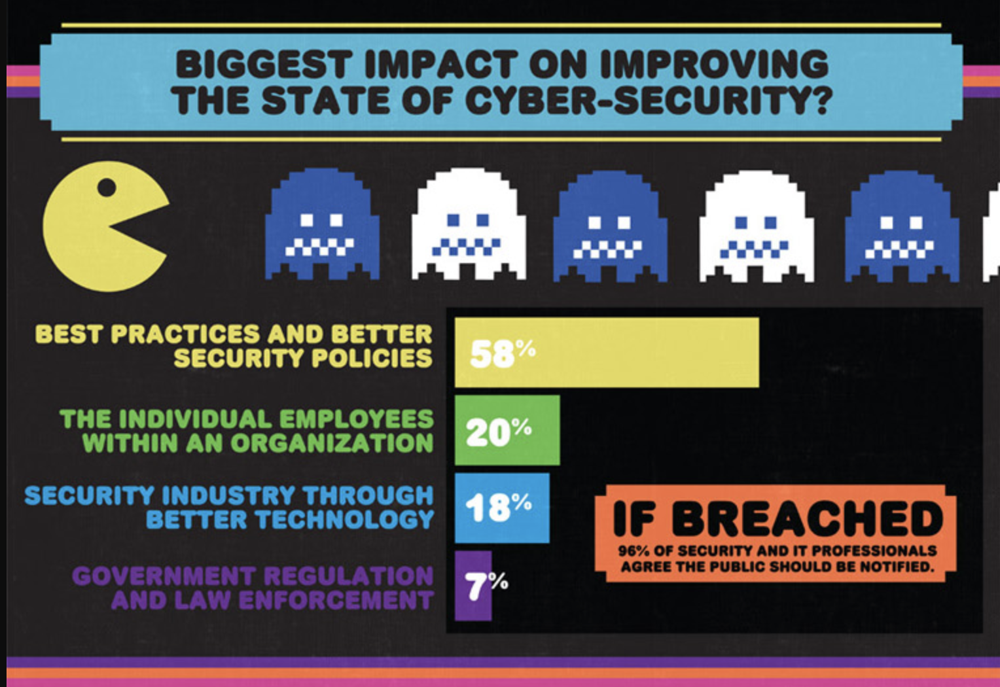 BIGGEST IMPACT ON IMPROVING
THE STATE OF CYBER-SECURITY?
BEST PRACTICES AND BETTER
SECURITY POLICIES
58%
THE INDIVIDUAL EMPLOYEES
WITHIN AN ORGANIZATION
20%
SECURITY INDUSTRY THROUGH
BETTER TECHNOLOGY
18%
GOVERNMENT REGULATION
AND LAW ENFORCEMENT
7%
IF BREACHED
96% OF SECURITY AND IT PROFESSIONALS
AGREE THE PUBLIC SHOULD BE NOTIFIED.